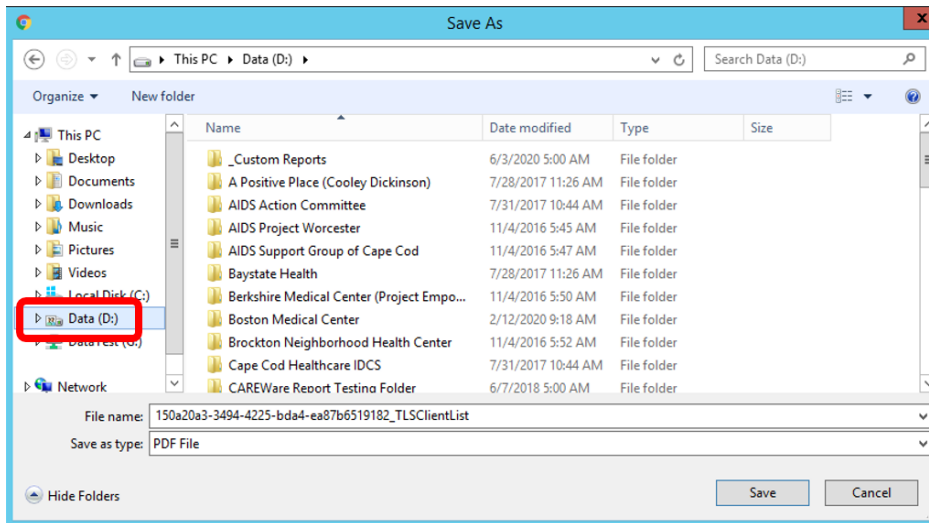 Save As
This PC Data (D:) Search Data (D:)
Organize New folder
Name Date modified Type Size
This PC
Desktop
Documents
Downloads
Music
Pictures
Videos
Local Disk (C:)
Data (D:)
DataTest (G:)
Network
_Custom Reports 6/3/2020 5:00 AM File folder
A Positive Place (Cooley Dickinson) 7/28/2017 11:26 AM File folder
AIDS Action Committee 7/31/2017 10:44 AM File folder
AIDS Project Worcester 11/4/2016 5:45 AM File folder
AIDS Support Group of Cape Cod 11/4/2016 5:47 AM File folder
Baystate Health 7/28/2017 11:26 AM File folder
Berkshire Medical Center (Project Empo... 11/4/2016 5:50 AM File folder
Boston Medical Center 2/12/2020 9:18 AM File folder
Brockton Neighborhood Health Center 11/4/2016 5:52 AM File folder
Cape Cod Healthcare IDCS 7/31/2017 10:44 AM File folder
CAREWare Report Testing Folder 6/7/2018 5:00 AM File folder
File name: 150a20a3-3494-4225-bda4-ea87b6519182_TLSClientList
Save as type: PDF File
Hide Folders Save Cancel